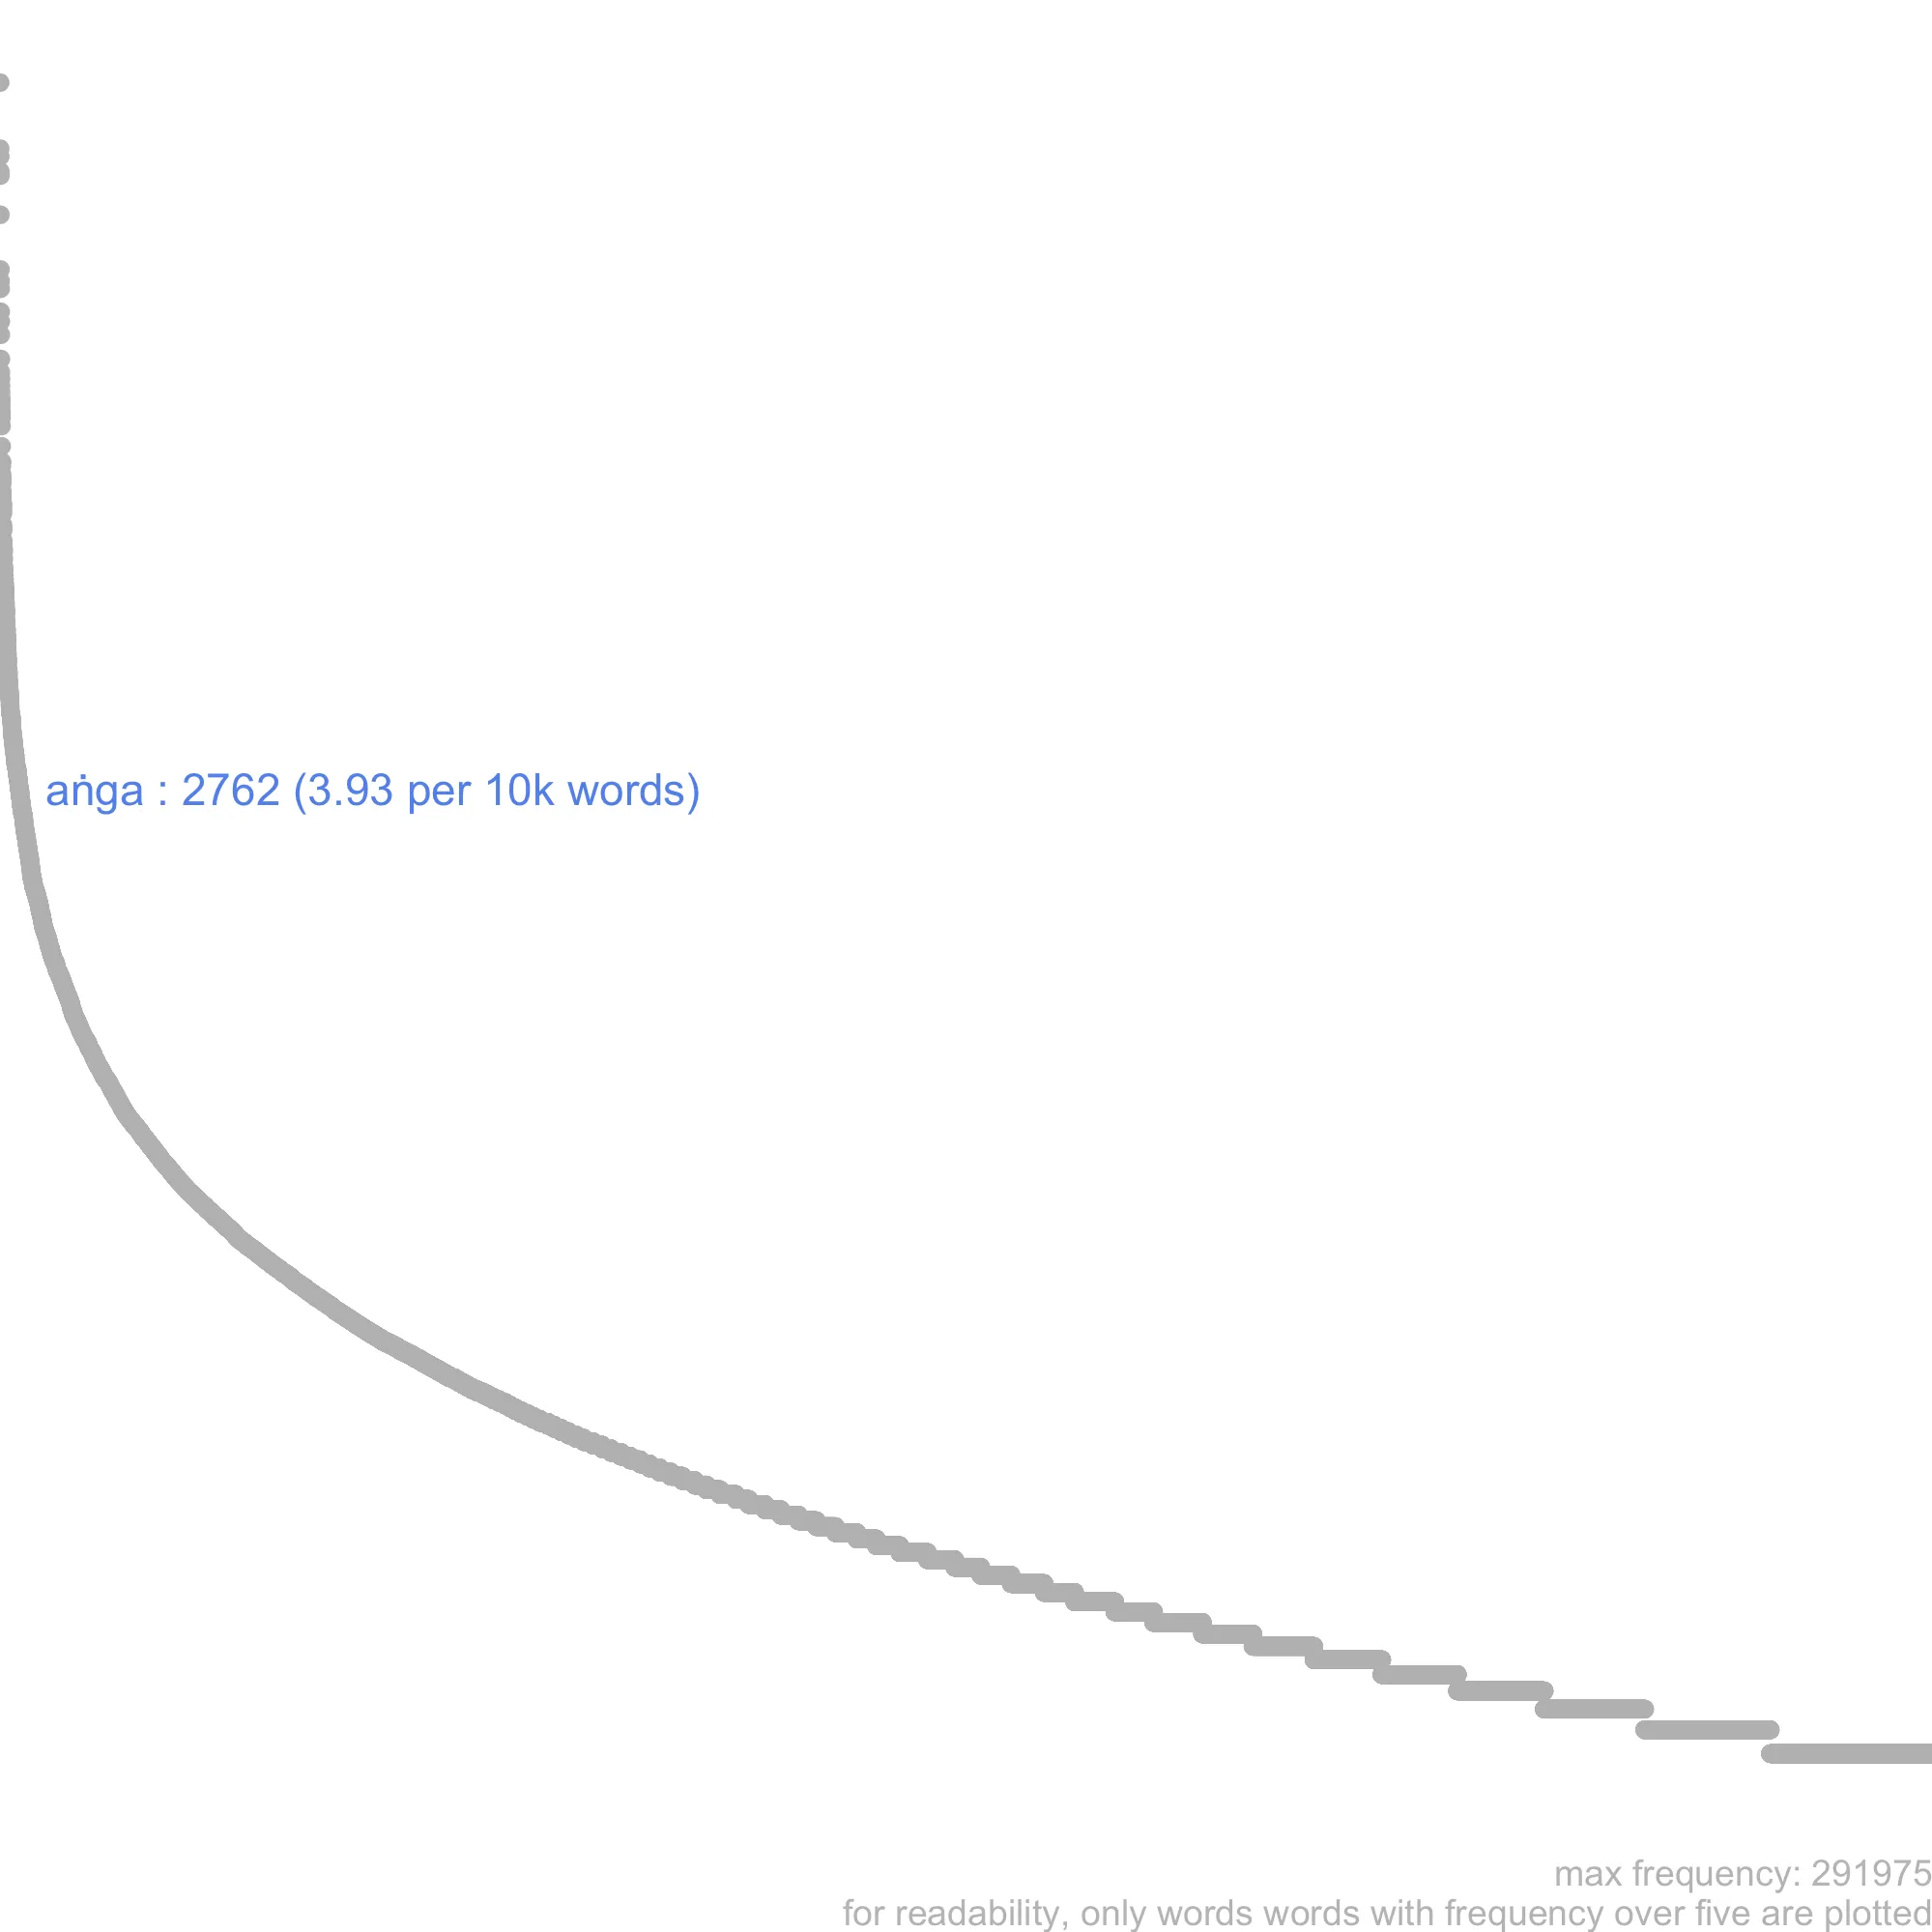 aṅga : 2762 (3.93 per 10k words)
max frequency: 291975
for readability, only words words with frequency over five are plotted